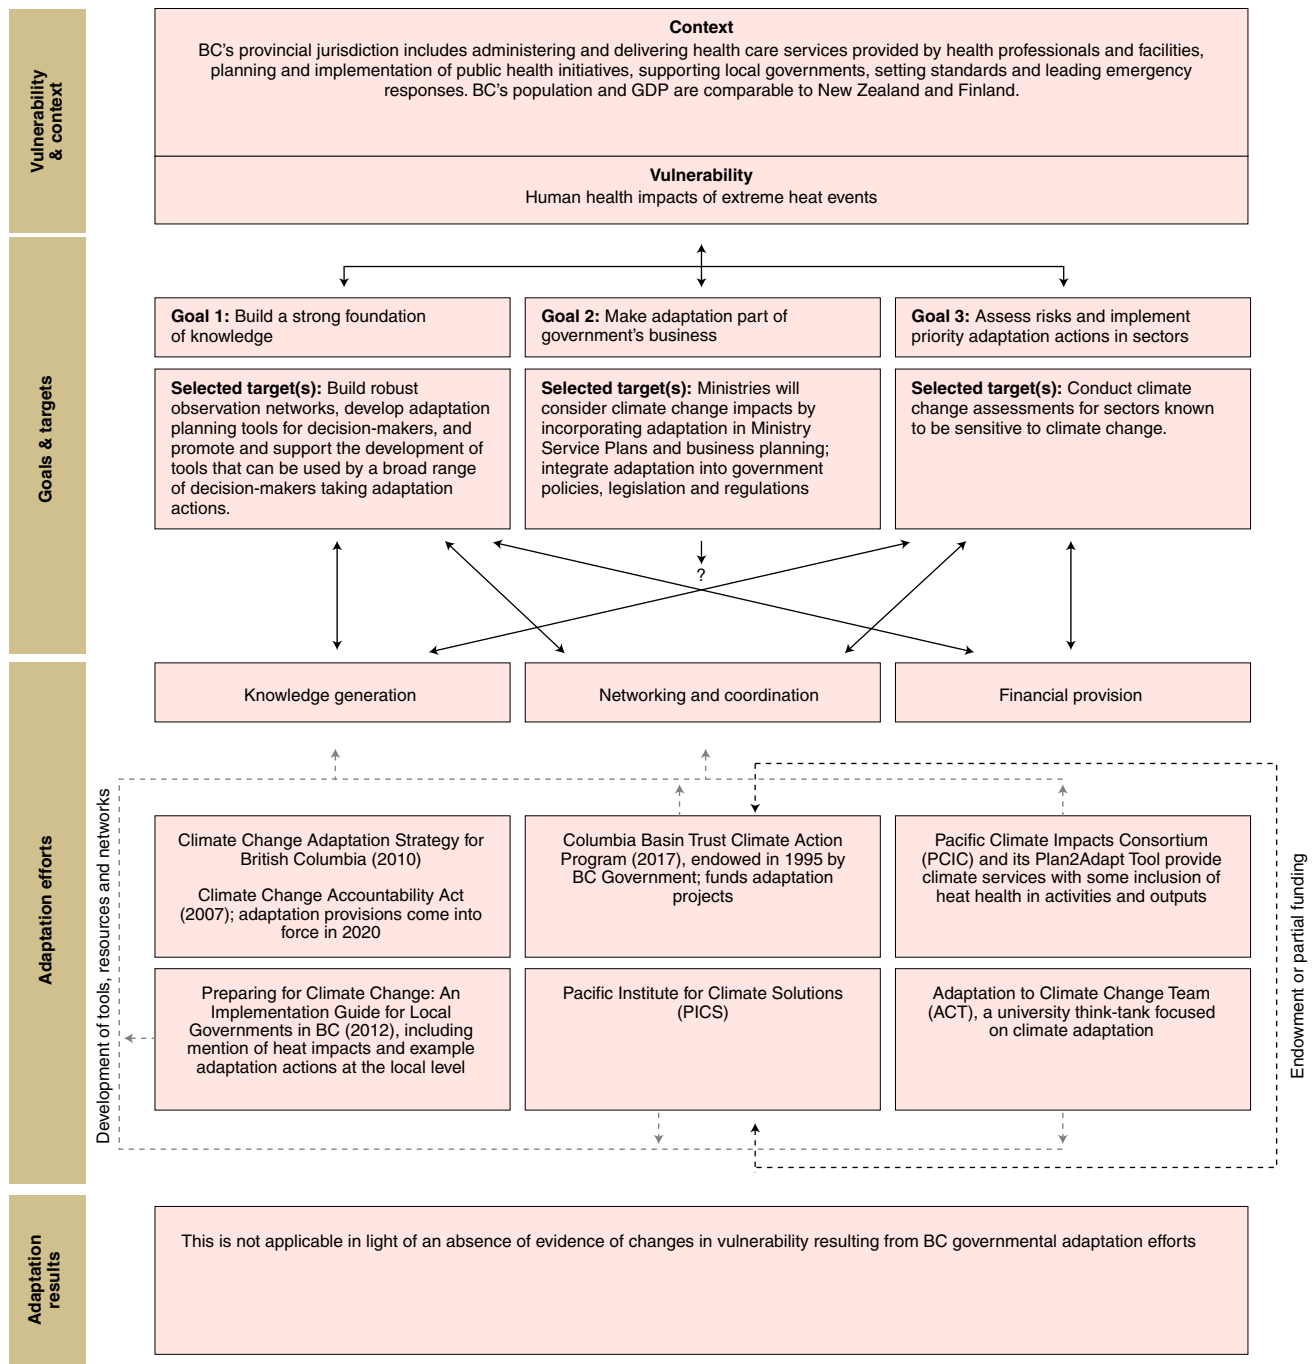 Vulnerability
& context
Context
BC's provincial jurisdiction includes administering and delivering health care services provided by health professionals and facilities,
planning and implementation of public health initiatives, supporting local governments, setting standards and leading emergency
responses. BC's population and GDP are comparable to New Zealand and Finland.
Vulnerability
Human health impacts of extreme heat events
Goals & targets
Goal 1: Build a strong foundation
of knowledge
Goal 2: Make adaptation part of
government's business
Goal 3: Assess risks and implement
priority adaptation actions in sectors
Selected target(s): Build robust
observation networks, develop adaptation
planning tools for decision-makers, and
promote and support the development of
tools that can be used by a broad range
of decision-makers taking adaptation
actions.
Selected target(s): Ministries will
consider climate change impacts by
incorporating adaptation in Ministry
Service Plans and business planning;
integrate adaptation into government
policies, legislation and regulations
Selected target(s): Conduct climate
change assessments for sectors known
to be sensitive to climate change.
?
Adaptation efforts
Knowledge generation
Networking and coordination
Financial provision
Development of tools, resources and networks
Climate Change Adaptation Strategy for
British Columbia (2010)
Climate Change Accountability Act
(2007); adaptation provisions come into
force in 2020
Columbia Basin Trust Climate Action
Program (2017), endowed in 1995 by
BC Government; funds adaptation
projects
Pacific Climate Impacts Consortium
(PCIC) and its Plan2Adapt Tool provide
climate services with some inclusion of
heat health in activities and outputs
Preparing for Climate Change: An
Implementation Guide for Local
Governments in BC (2012), including
mention of heat impacts and example
adaptation actions at the local level
Pacific Institute for Climate Solutions
(PICS)
Adaptation to Climate Change Team
(ACT), a university think-tank focused
on climate adaptation
Endowment or partial funding
Adaptation
results
This is not applicable in light of an absence of evidence of changes in vulnerability resulting from BC governmental adaptation efforts